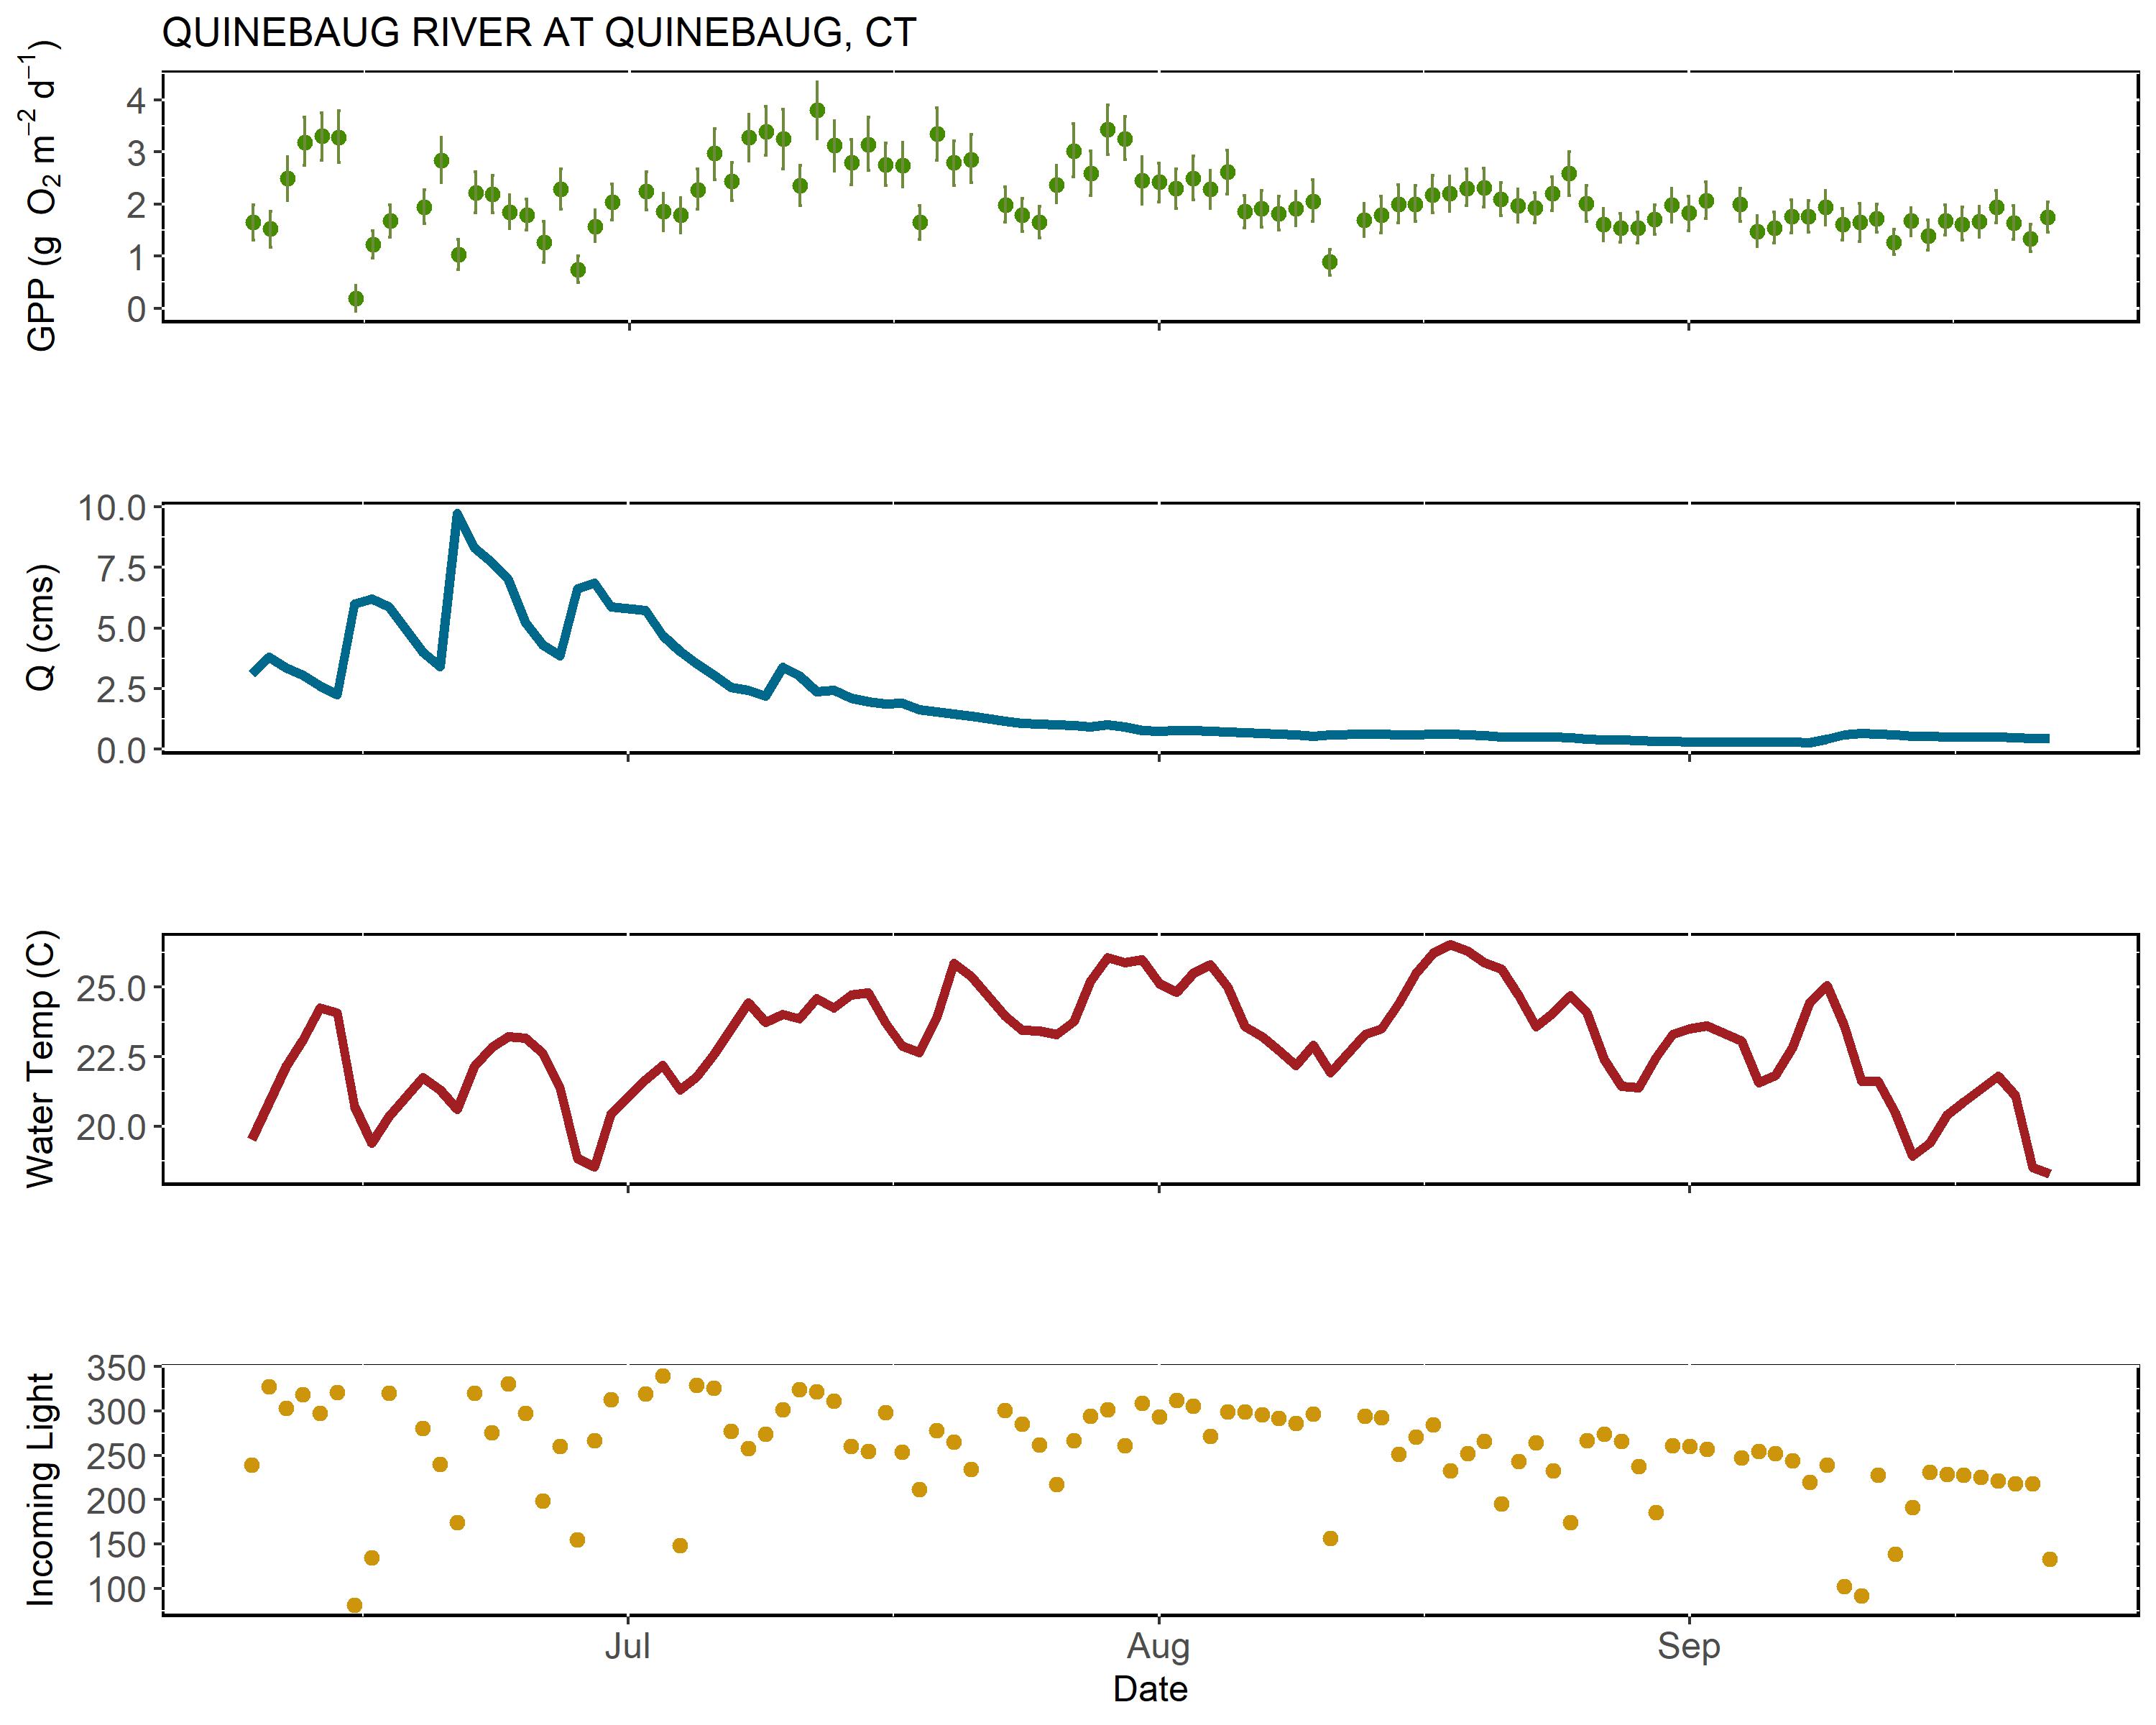 QUINEBAUG RIVER AT QUINEBAUG, CT
GPP (g O₂ m⁻² d⁻¹)
4
3
2
1
0
Q (cms)
10.0
7.5
5.0
2.5
0.0
Water Temp (C)
25.0
22.5
20.0
Incoming Light
350
300
250
200
150
100
Jul Aug Sep
Date